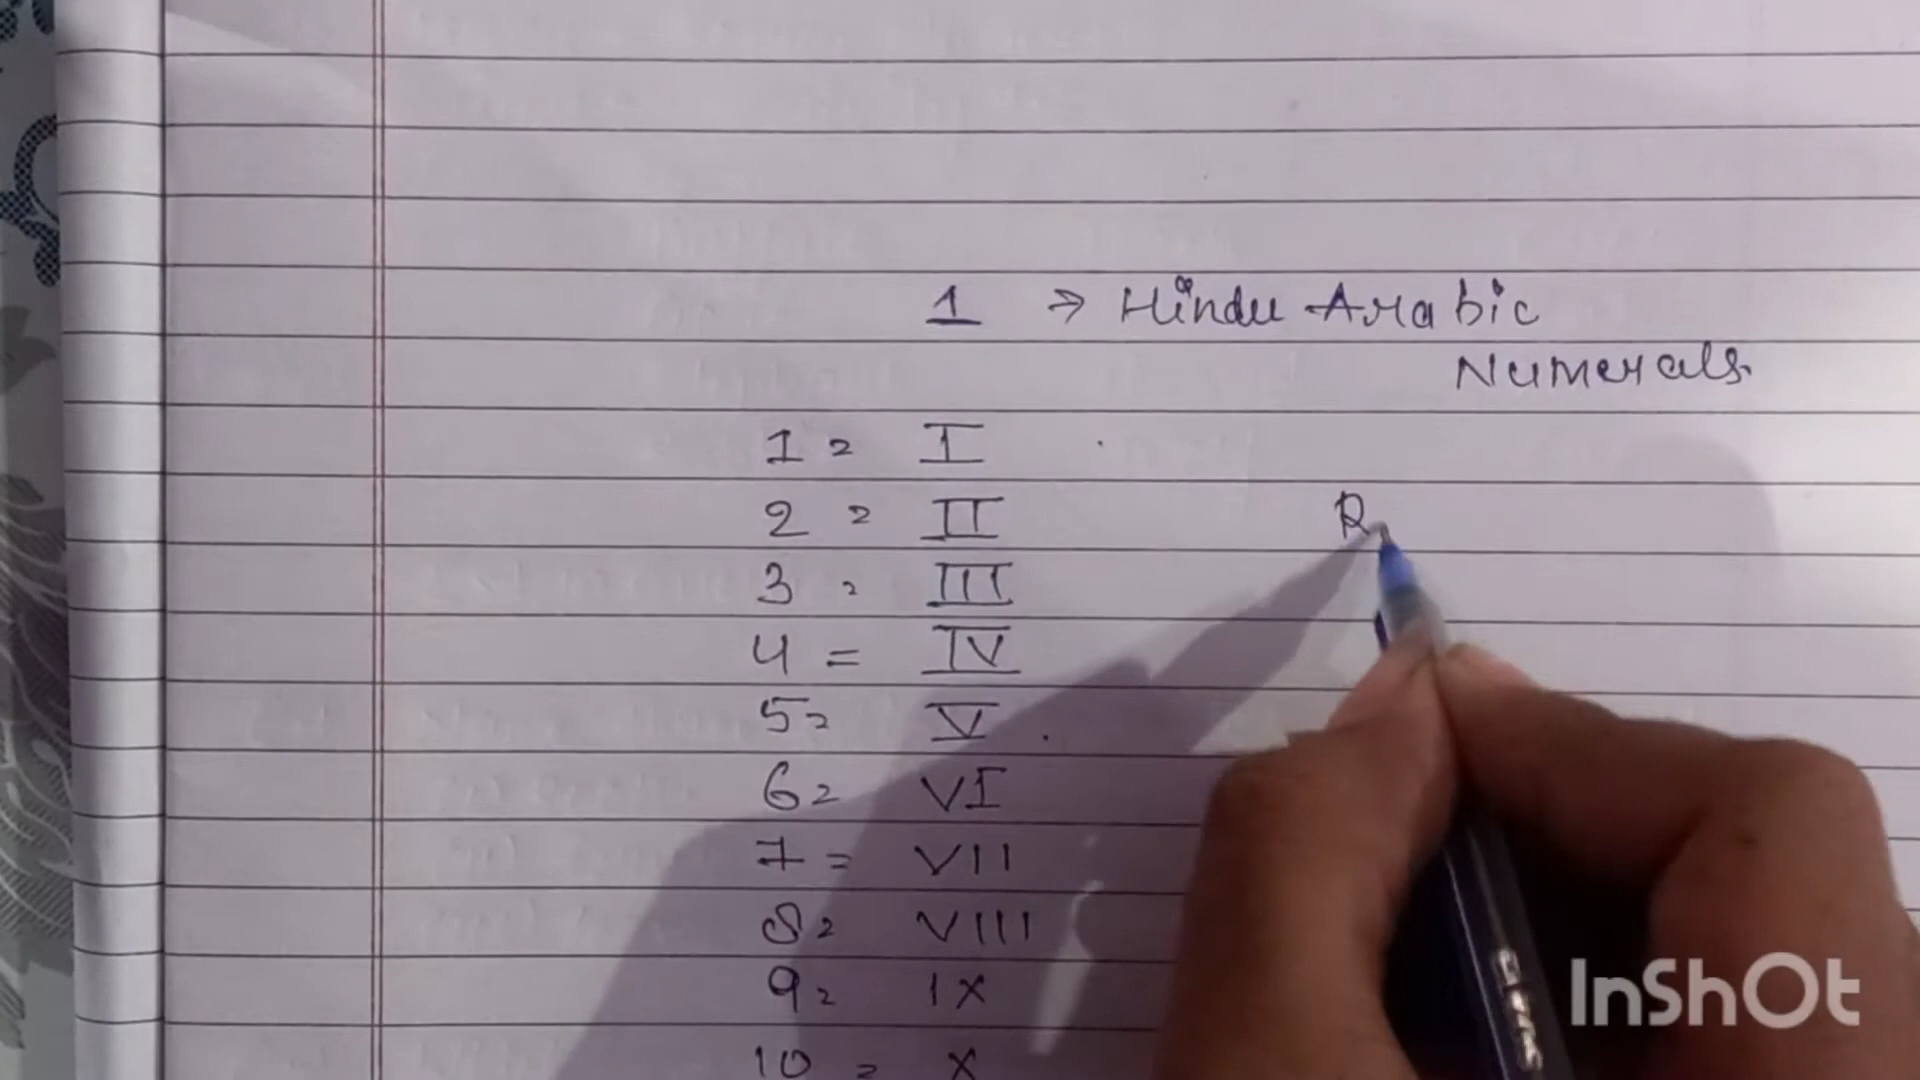 1 → Hindu Arabic
Numerals.
1 = I
2 = II
3 = III
4 = IV
5 = V
6 = VI
7 = VII
8 = VIII
9 = IX
10 = X
R
InShOt